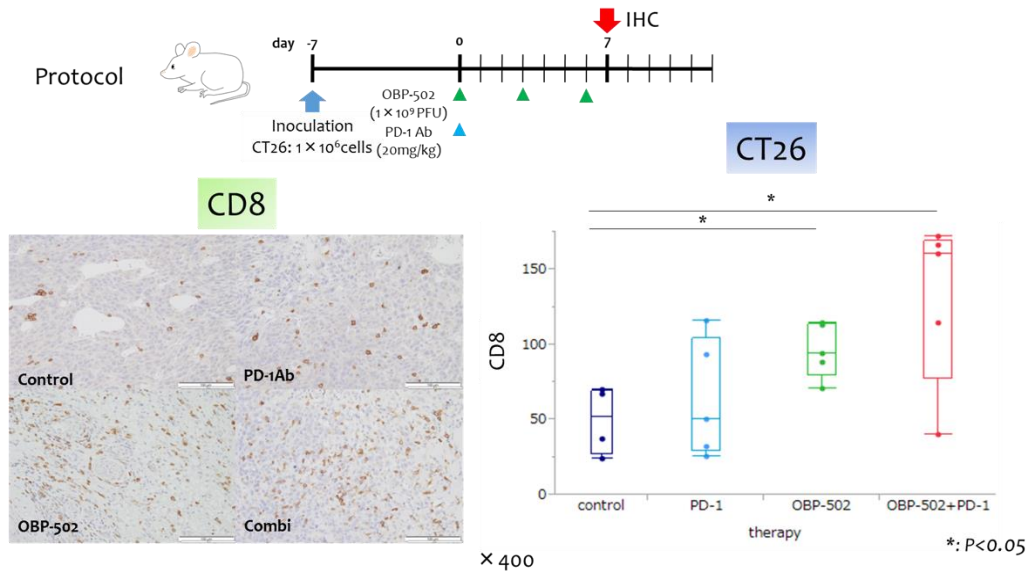 IHC
day -7 0 7
Protocol
OBP-502
(1×10⁹ PFU)
Inoculation
CT26: 1×10⁶cells
PD-1 Ab
(20mg/kg)
CT26
CD8
*
*
Control
PD-1Ab
OBP-502
Combi
×400
CD8
150
100
50
0
control PD-1 OBP-502 OBP-502+PD-1
therapy
*: P<0.05